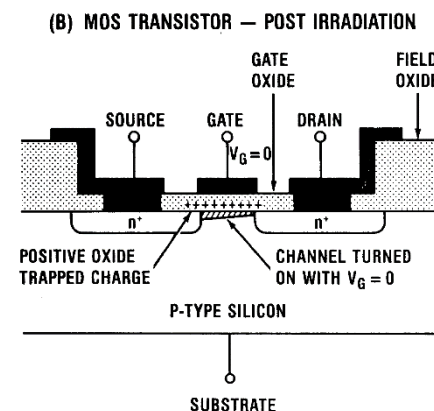 (B) MOS TRANSISTOR — POST IRRADIATION
GATE
OXIDE
FIELD
OXIDE
SOURCE
GATE
DRAIN
V_G = 0
+ + + + + + + +
n⁺
n⁺
POSITIVE OXIDE
TRAPPED CHARGE
CHANNEL TURNED
ON WITH V_G = 0
P-TYPE SILICON
SUBSTRATE